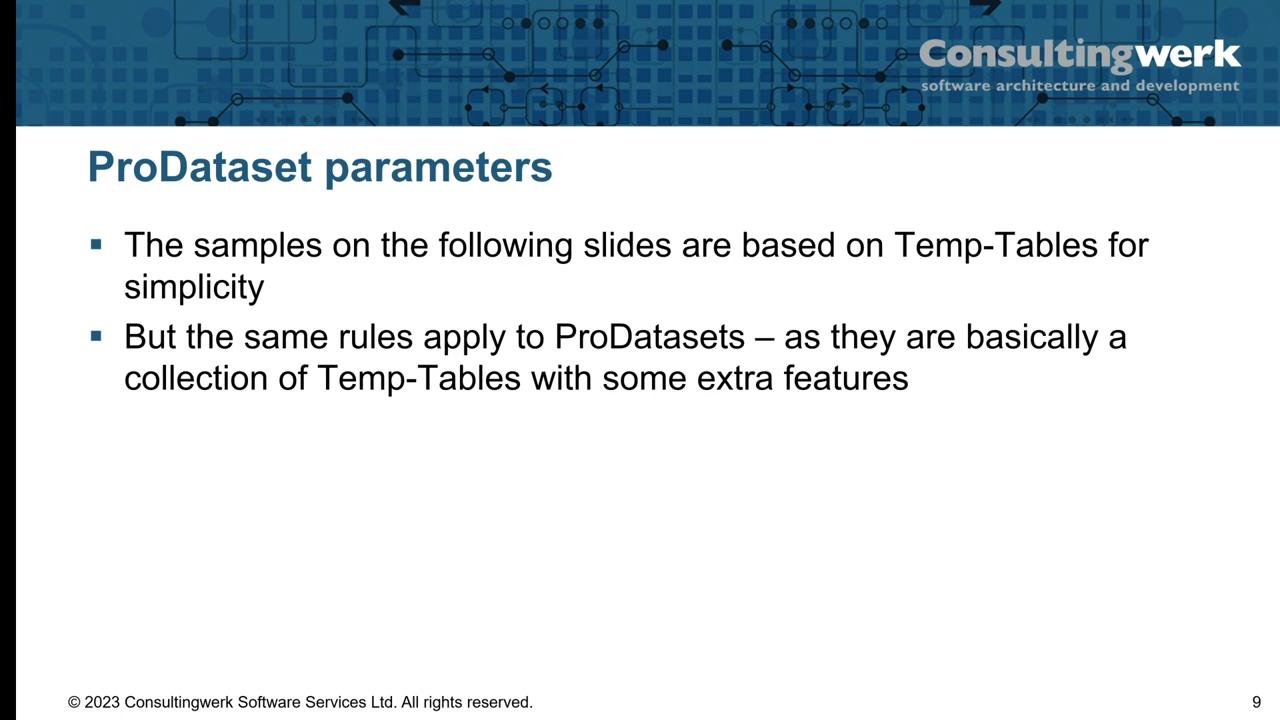 Consultingwerk
software architecture and development
ProDataset parameters
▪ The samples on the following slides are based on Temp-Tables for
simplicity
▪ But the same rules apply to ProDatasets – as they are basically a
collection of Temp-Tables with some extra features
© 2023 Consultingwerk Software Services Ltd. All rights reserved.
9